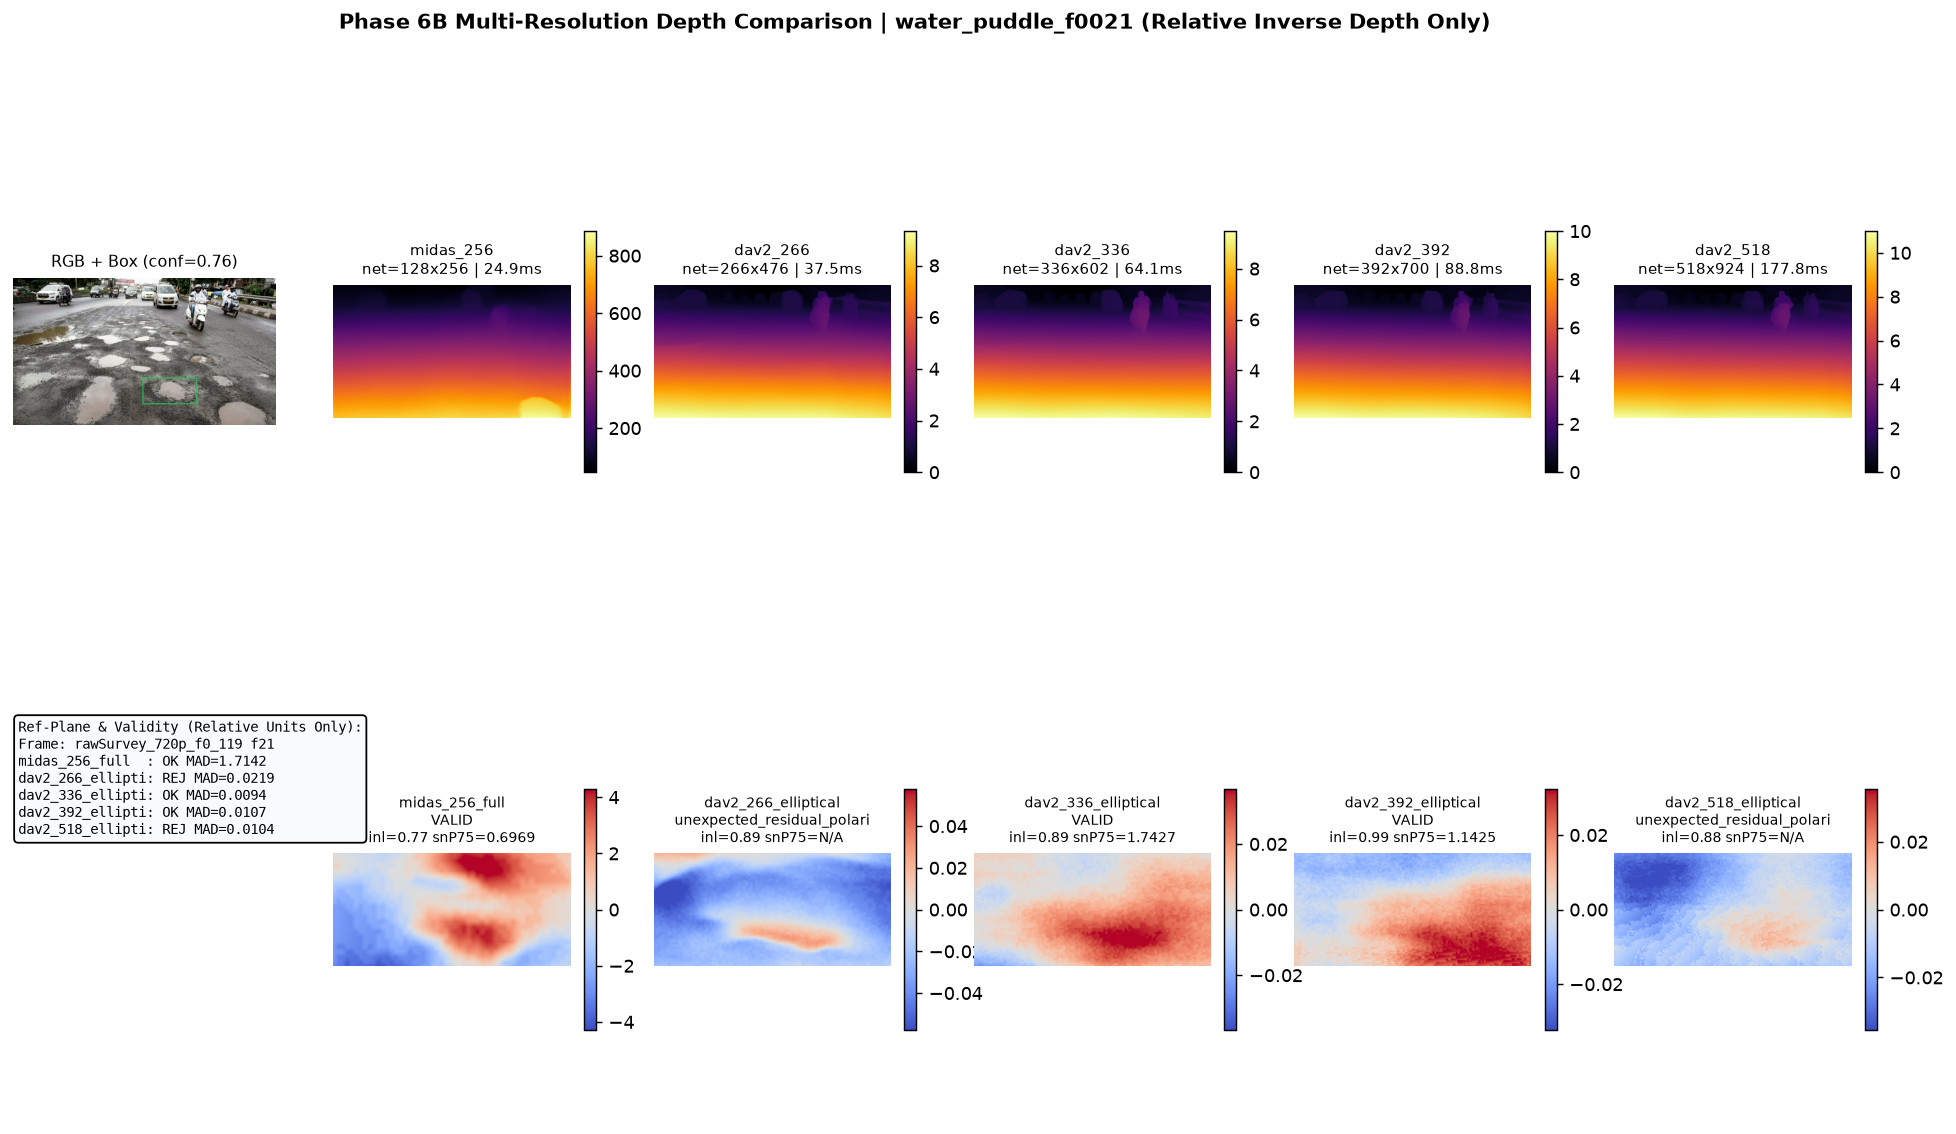 Phase 6B Multi-Resolution Depth Comparison | water_puddle_f0021 (Relative Inverse Depth Only)
RGB + Box (conf=0.76)
midas_256
net=128x256 | 24.9ms
800
600
400
200
dav2_266
net=266x476 | 37.5ms
8
6
4
2
0
dav2_336
net=336x602 | 64.1ms
8
6
4
2
0
dav2_392
net=392x700 | 88.8ms
10
8
6
4
2
0
dav2_518
net=518x924 | 177.8ms
10
8
6
4
2
0
Ref-Plane & Validity (Relative Units Only):
Frame: rawSurvey_720p_f0_119 f21
midas_256_full  : OK MAD=1.7142
dav2_266_ellipti: REJ MAD=0.0219
dav2_336_ellipti: OK MAD=0.0094
dav2_392_ellipti: OK MAD=0.0107
dav2_518_ellipti: REJ MAD=0.0104
midas_256_full
VALID
inl=0.77 snP75=0.6969
4
2
0
−2
−4
dav2_266_elliptical
unexpected_residual_polari
inl=0.89 snP75=N/A
0.04
0.02
0.00
−0.02
−0.04
dav2_336_elliptical
VALID
inl=0.89 snP75=1.7427
0.02
0.00
−0.02
dav2_392_elliptical
VALID
inl=0.99 snP75=1.1425
0.02
0.00
−0.02
dav2_518_elliptical
unexpected_residual_polari
inl=0.88 snP75=N/A
0.02
0.00
−0.02